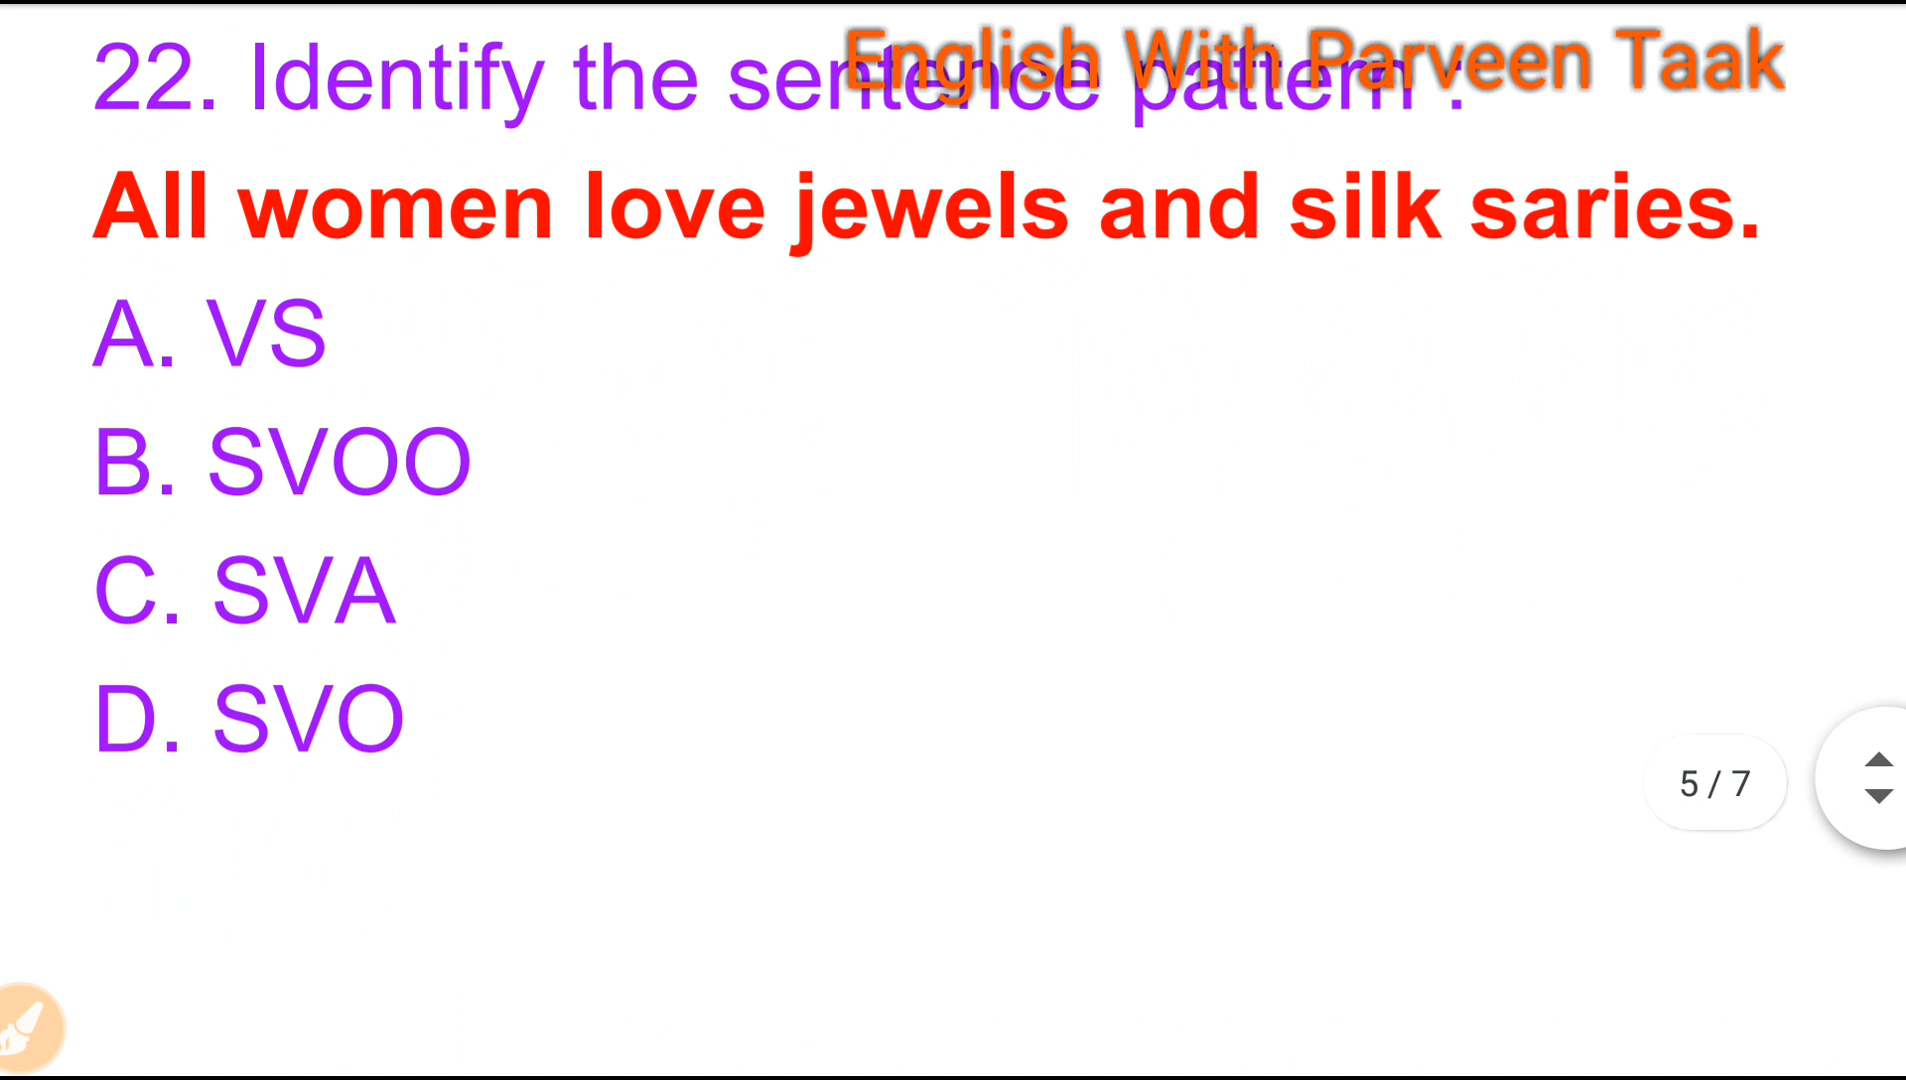 English With Parveen Taak
22. Identify the sentence pattern :
All women love jewels and silk saries.
A. VS
B. SVOO
C. SVA
D. SVO
5 / 7